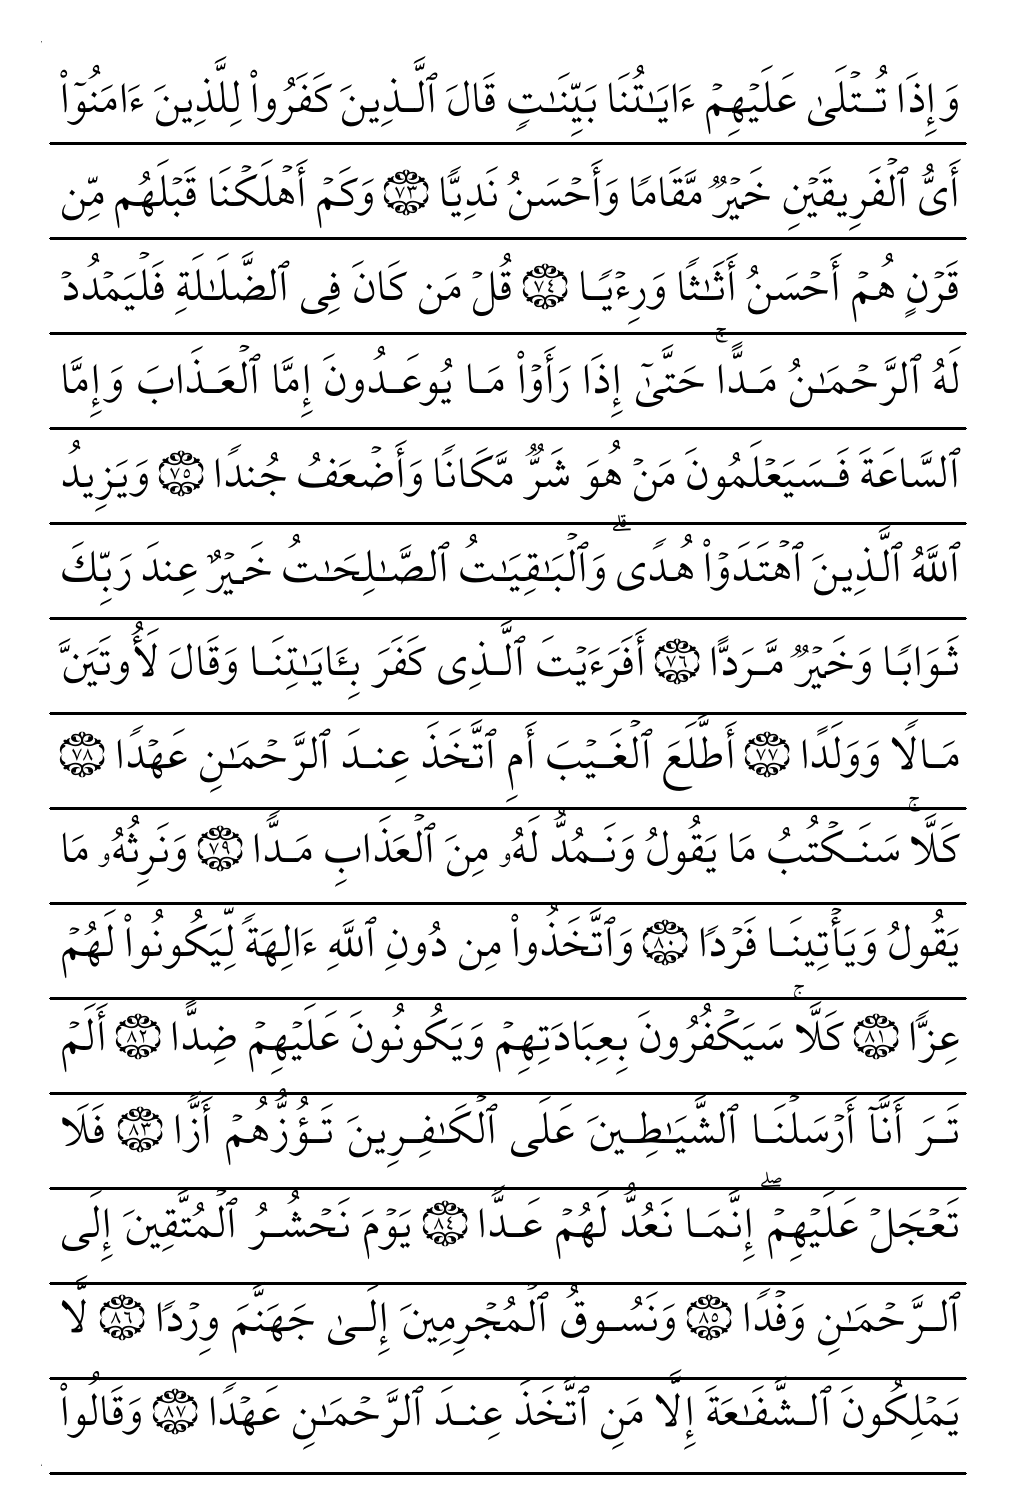 وَإِذَا تُتۡلَىٰ عَلَيۡهِمۡ ءَايَٰتُنَا بَيِّنَٰتٖ قَالَ ٱلَّذِينَ كَفَرُواْ لِلَّذِينَ ءَامَنُوٓاْ
أَيُّ ٱلۡفَرِيقَيۡنِ خَيۡرٞ مَّقَامٗا وَأَحۡسَنُ نَدِيّٗا ٧٣ وَكَمۡ أَهۡلَكۡنَا قَبۡلَهُم مِّن
قَرۡنٍ هُمۡ أَحۡسَنُ أَثَٰثٗا وَرِءۡيٗا ٧٤ قُلۡ مَن كَانَ فِي ٱلضَّلَٰلَةِ فَلۡيَمۡدُدۡ
لَهُ ٱلرَّحۡمَٰنُ مَدًّاۚ حَتَّىٰٓ إِذَا رَأَوۡاْ مَا يُوعَدُونَ إِمَّا ٱلۡعَذَابَ وَإِمَّا
ٱلسَّاعَةَ فَسَيَعۡلَمُونَ مَنۡ هُوَ شَرّٞ مَّكَانٗا وَأَضۡعَفُ جُندٗا ٧٥ وَيَزِيدُ
ٱللَّهُ ٱلَّذِينَ ٱهۡتَدَوۡاْ هُدٗىۗ وَٱلۡبَٰقِيَٰتُ ٱلصَّٰلِحَٰتُ خَيۡرٌ عِندَ رَبِّكَ
ثَوَابٗا وَخَيۡرٞ مَّرَدًّا ٧٦ أَفَرَءَيۡتَ ٱلَّذِي كَفَرَ بِـَٔايَٰتِنَا وَقَالَ لَأُوتَيَنَّ
مَالٗا وَوَلَدًا ٧٧ أَطَّلَعَ ٱلۡغَيۡبَ أَمِ ٱتَّخَذَ عِندَ ٱلرَّحۡمَٰنِ عَهۡدٗا ٧٨
كَلَّاۚ سَنَكۡتُبُ مَا يَقُولُ وَنَمُدُّ لَهُۥ مِنَ ٱلۡعَذَابِ مَدّٗا ٧٩ وَنَرِثُهُۥ مَا
يَقُولُ وَيَأۡتِينَا فَرۡدٗا ٨٠ وَٱتَّخَذُواْ مِن دُونِ ٱللَّهِ ءَالِهَةٗ لِّيَكُونُواْ لَهُمۡ
عِزّٗا ٨١ كَلَّاۚ سَيَكۡفُرُونَ بِعِبَادَتِهِمۡ وَيَكُونُونَ عَلَيۡهِمۡ ضِدًّا ٨٢ أَلَمۡ
تَرَ أَنَّآ أَرۡسَلۡنَا ٱلشَّيَٰطِينَ عَلَى ٱلۡكَٰفِرِينَ تَؤُزُّهُمۡ أَزّٗا ٨٣ فَلَا
تَعۡجَلۡ عَلَيۡهِمۡۖ إِنَّمَا نَعُدُّ لَهُمۡ عَدّٗا ٨٤ يَوۡمَ نَحۡشُرُ ٱلۡمُتَّقِينَ إِلَى
ٱلرَّحۡمَٰنِ وَفۡدٗا ٨٥ وَنَسُوقُ ٱلۡمُجۡرِمِينَ إِلَىٰ جَهَنَّمَ وِرۡدٗا ٨٦ لَّا
يَمۡلِكُونَ ٱلشَّفَٰعَةَ إِلَّا مَنِ ٱتَّخَذَ عِندَ ٱلرَّحۡمَٰنِ عَهۡدٗا ٨٧ وَقَالُواْ